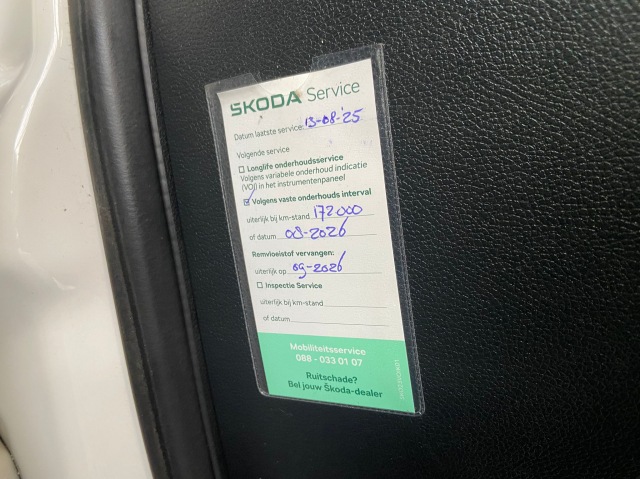 ŠKODA Service
Datum laatste service: 13-08-'25
Volgende service
Longlife onderhoudsservice
Volgens variabele onderhoud indicatie
(VOI) in het instrumentenpaneel
Volgens vaste onderhouds interval
uiterlijk bij km-stand 172000
of datum 08-2026
Remvloeistof vervangen:
uiterlijk op 09-2026
Inspectie Service
uiterlijk bij km-stand
of datum
Mobiliteitsservice
088 - 033 01 07
Ruitschade?
Bel jouw Škoda-dealer